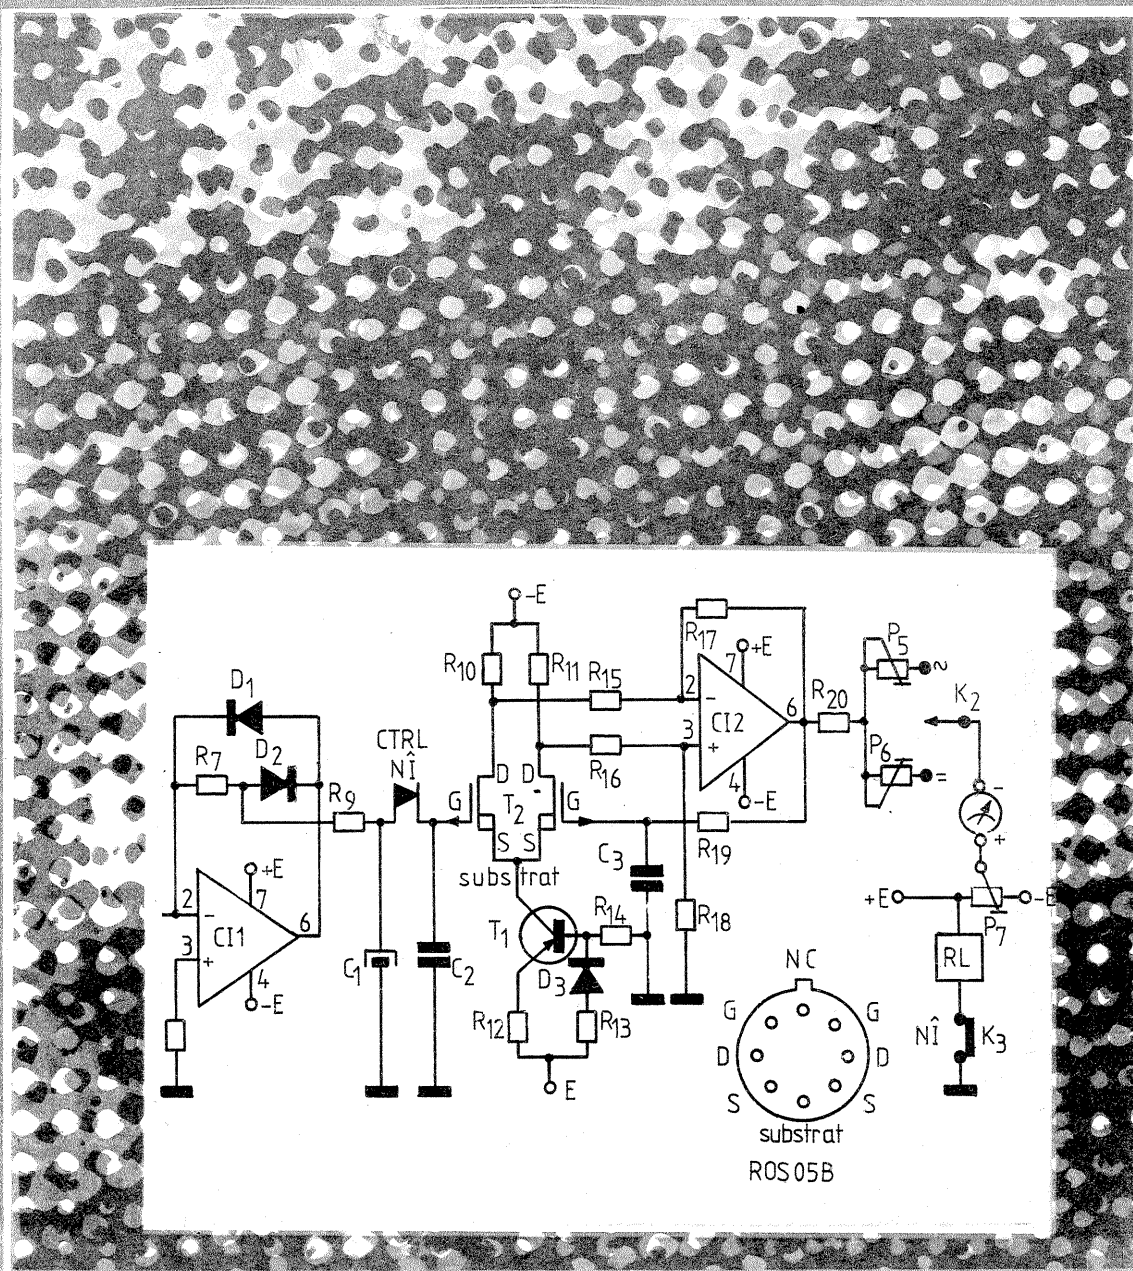 -E
R17
P5
R10
R11
R15
7
+E
~
D1
2
-
R20
K2
CI2
6
3
+
CTRL
NÎ
R7
D2
R16
P6
=
4
-E
D
D
R9
G
T2
G
-
S
S
R19
+
C3
substrat
+E
+E
-E
7
2
-
P7
CI1
6
T1
R14
R18
3
+
RL
4
-E
C1
C2
D3
NC
R12
R13
G
G
NÎ
K3
D
D
E
S
S
substrat
ROS05B